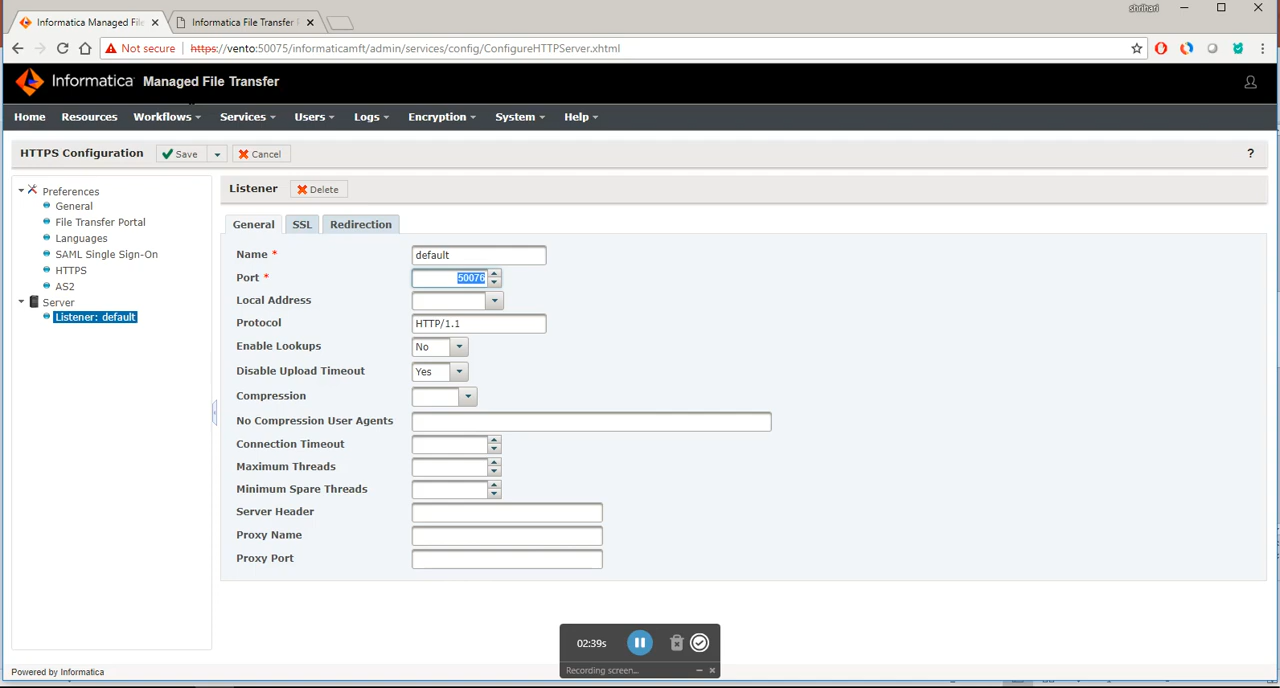 shrihari
Informatica Managed File
Informatica File Transfer
Not secure
https://vento:50075/informaticamft/admin/services/config/ConfigureHTTPServer.xhtml
Informatica Managed File Transfer
Home Resources Workflows Services Users Logs Encryption System Help
HTTPS Configuration Save Cancel ?
Preferences
General
File Transfer Portal
Languages
SAML Single Sign-On
HTTPS
AS2
Server
Listener: default
Listener Delete
General SSL Redirection
Name * default
Port * 50076
Local Address
Protocol HTTP/1.1
Enable Lookups No
Disable Upload Timeout Yes
Compression
No Compression User Agents
Connection Timeout
Maximum Threads
Minimum Spare Threads
Server Header
Proxy Name
Proxy Port
02:39s
Recording screen...
Powered by Informatica